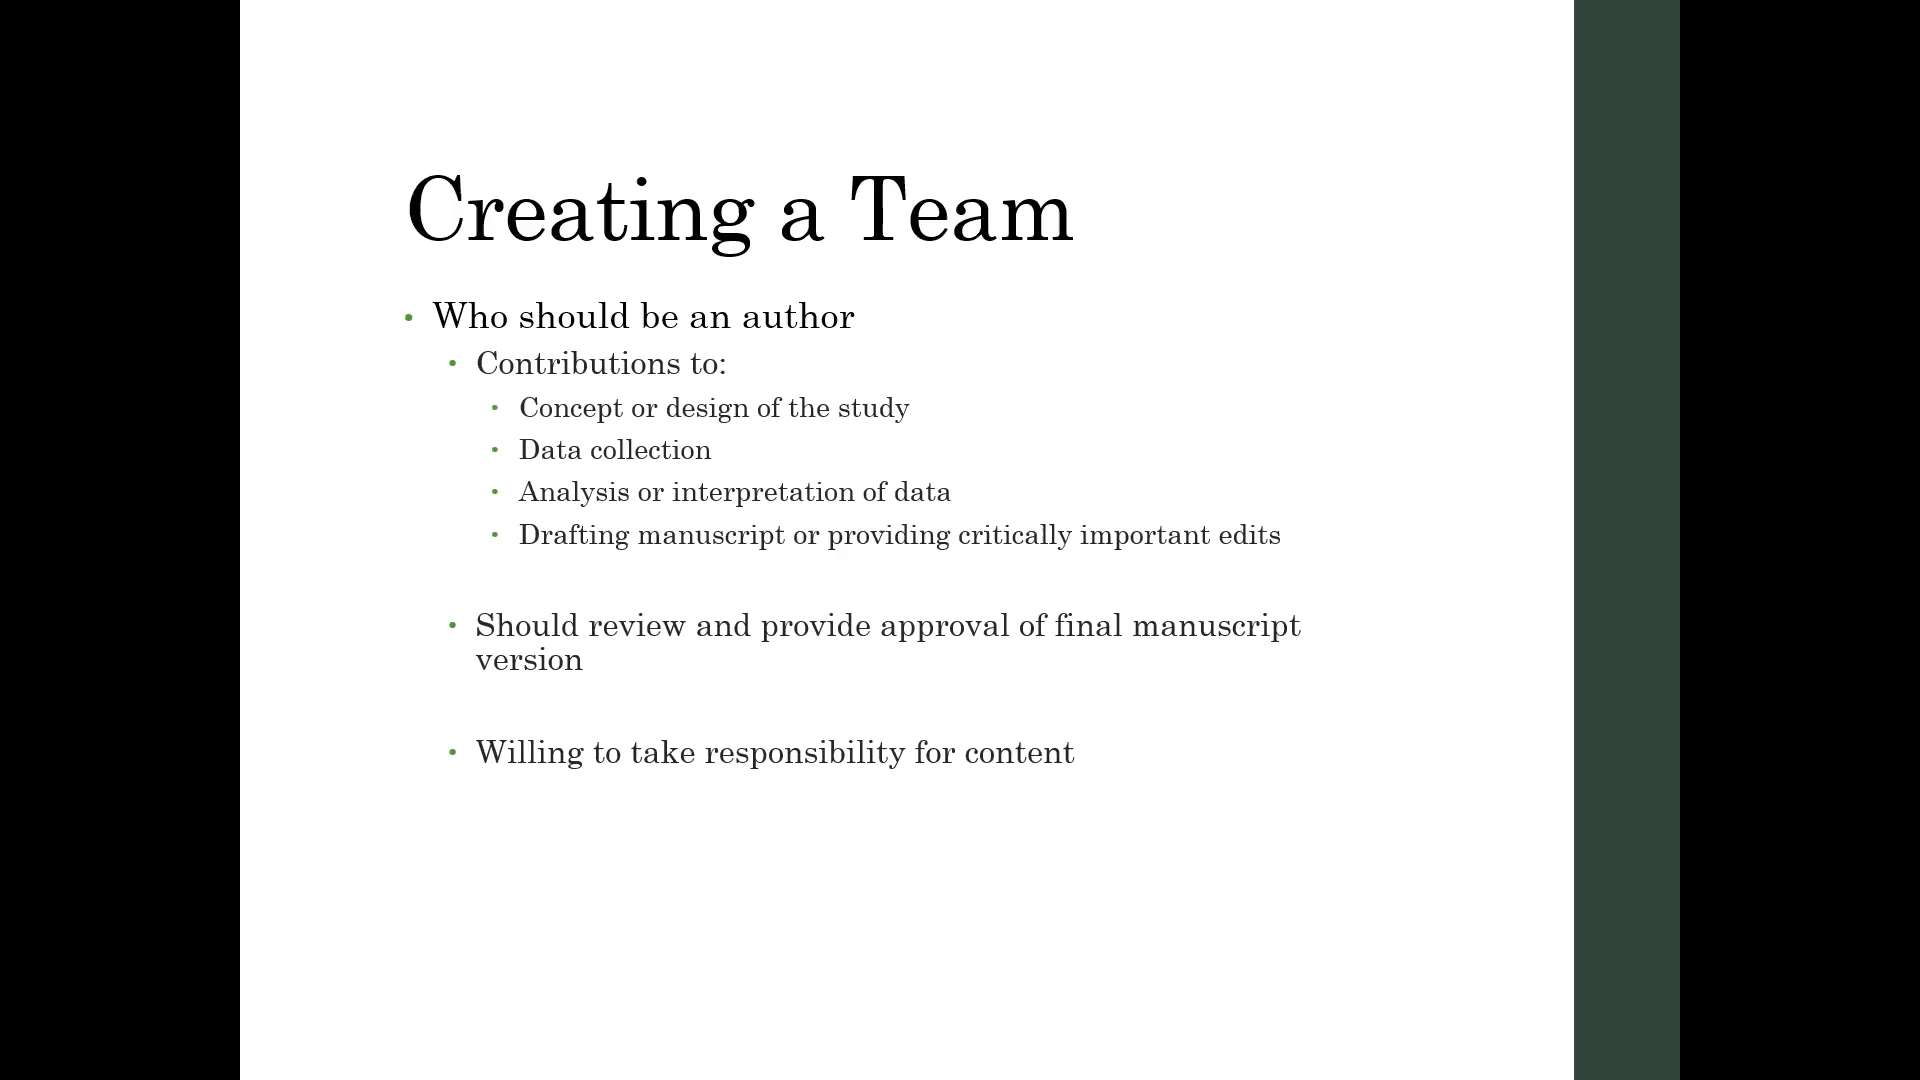 Creating a Team
• Who should be an author
• Contributions to:
• Concept or design of the study
• Data collection
• Analysis or interpretation of data
• Drafting manuscript or providing critically important edits
• Should review and provide approval of final manuscript
version
• Willing to take responsibility for content